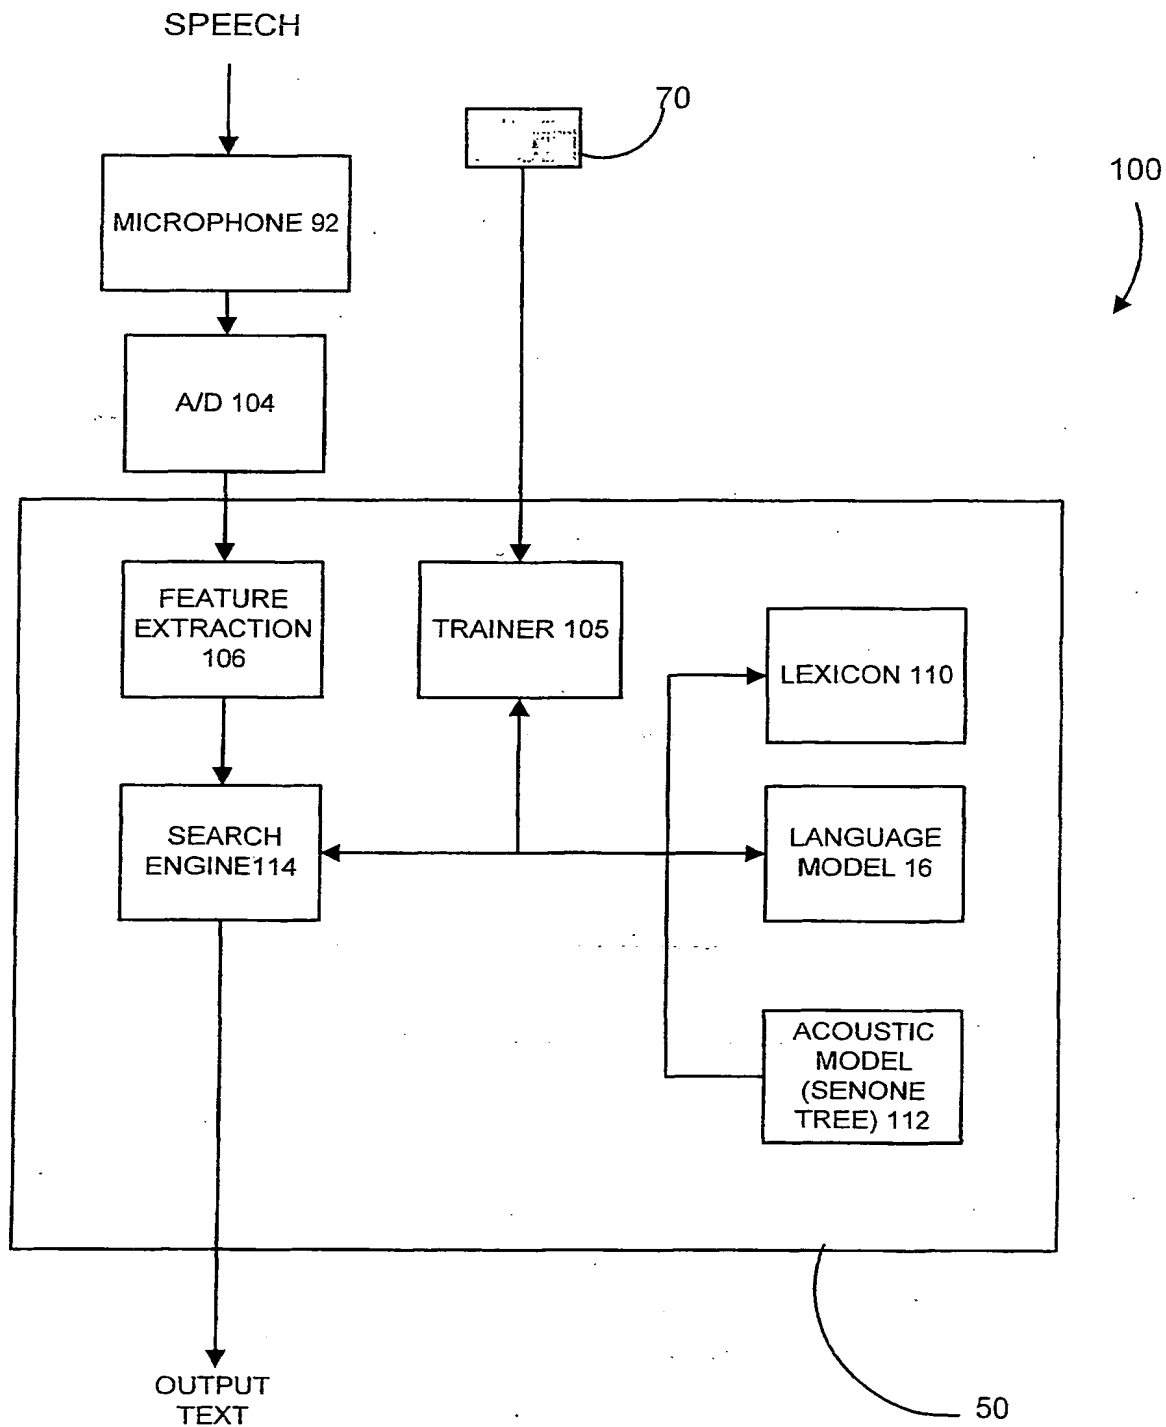 SPEECH
70
100
MICROPHONE 92
A/D 104
FEATURE
EXTRACTION
106
TRAINER 105
LEXICON 110
SEARCH
ENGINE114
LANGUAGE
MODEL 16
ACOUSTIC
MODEL
(SENONE
TREE) 112
OUTPUT
TEXT
50